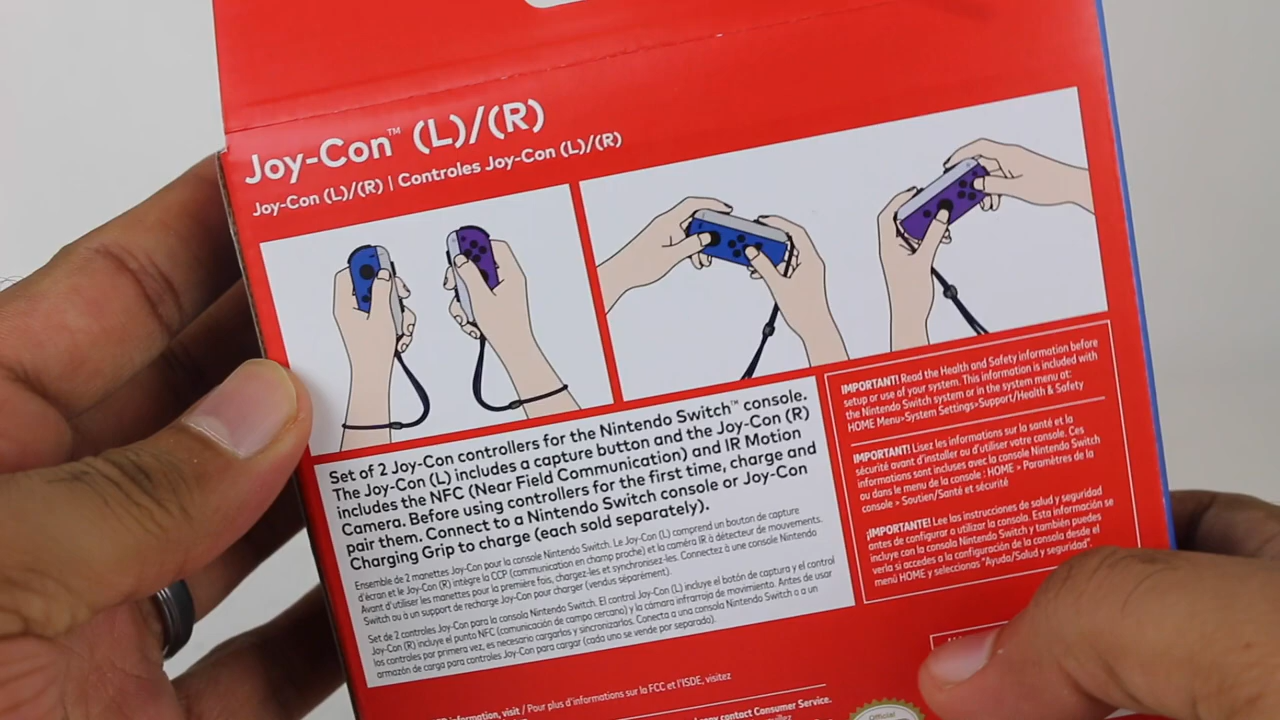 Joy-Con™ (L)/(R)
Joy-Con (L)/(R) | Controles Joy-Con (L)/(R)
Set of 2 Joy-Con controllers for the Nintendo Switch™ console.
The Joy-Con (L) includes a capture button and the Joy-Con (R)
includes the NFC (Near Field Communication) and IR Motion
Camera. Before using controllers for the first time, charge and
pair them. Connect to a Nintendo Switch console or Joy-Con
Charging Grip to charge (each sold separately).
Ensemble de 2 manettes Joy-Con pour la console Nintendo Switch. Le Joy-Con (L) comprend un bouton de capture
d'écran et le Joy-Con (R) intègre la CCP (communication en champ proche) et la caméra IR à détecteur de mouvements.
Avant d'utiliser les manettes pour la première fois, chargez-les et synchronisez-les. Connectez à une console Nintendo
Switch ou à un support de recharge Joy-Con pour charger (vendus séparément).
Set de 2 controles Joy-Con para la consola Nintendo Switch. El control Joy-Con (L) incluye el botón de captura y el control
Joy-Con (R) incluye el punto NFC (comunicación de campo cercano) y la cámara infrarroja de movimiento. Antes de usar
los controles por primera vez, es necesario cargarlos y sincronizarlos. Conecta a una consola Nintendo Switch o a un
armazón de carga para controles Joy-Con para cargar (cada uno se vende por separado).
IMPORTANT! Read the Health and Safety information before
setup or use of your system. This information is included with
the Nintendo Switch system or in the system menu at:
HOME Menu>System Settings>Support/Health & Safety
IMPORTANT! Lisez les informations sur la santé et la
sécurité avant d'installer ou d'utiliser votre console. Ces
informations sont incluses avec la console Nintendo Switch
ou dans le menu de la console : HOME > Paramètres de la
console > Soutien/Santé et sécurité
¡IMPORTANTE! Lee las instrucciones de salud y seguridad
antes de configurar o utilizar la consola. Esta información se
incluye con la consola Nintendo Switch y también puedes
verla si accedes a la configuración de la consola desde el
menú HOME y seleccionas "Ayuda/Salud y seguridad".
information, visit / Pour plus d'informations sur la FCC et l'ISDE, visitez
contact Consumer Service.
Official